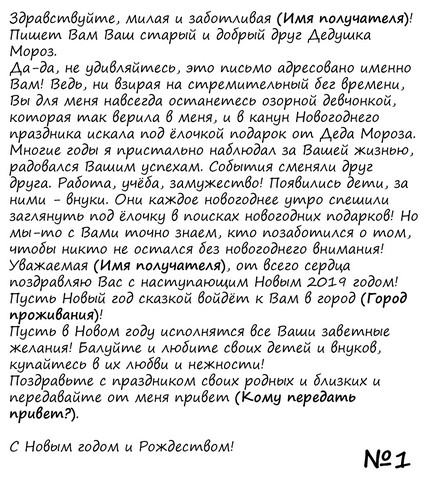 Здравствуйте, милая и заботливая (Имя получателя)!
Пишет Вам Ваш старый и добрый друг Дедушка
Мороз.
Да-да, не удивляйтесь, это письмо адресовано именно
Вам! Ведь, ни взирая на стремительный бег времени,
Вы для меня навсегда останетесь озорной девчонкой,
которая так верила в меня, и в канун Новогоднего
праздника искала под ёлочкой подарок от Деда Мороза.
Многие годы я пристально наблюдал за Вашей жизнью,
радовался Вашим успехам. События сменяли друг
друга. Работа, учёба, замужество! Появились дети, за
ними - внуки. Они каждое новогоднее утро спешили
заглянуть под ёлочку в поисках новогодних подарков! Но
мы-то с Вами точно знаем, кто позаботился о том,
чтобы никто не остался без новогоднего внимания!
Уважаемая (Имя получателя), от всего сердца
поздравляю Вас с наступающим Новым 2019 годом!
Пусть Новый год сказкой войдёт к Вам в город (Город
проживания)!
Пусть в Новом году исполнятся все Ваши заветные
желания! Балуйте и любите своих детей и внуков,
купайтесь в их любви и нежности!
Поздравьте с праздником своих родных и близких и
передавайте от меня привет (Кому передать
привет?).
С Новым годом и Рождеством!
№1